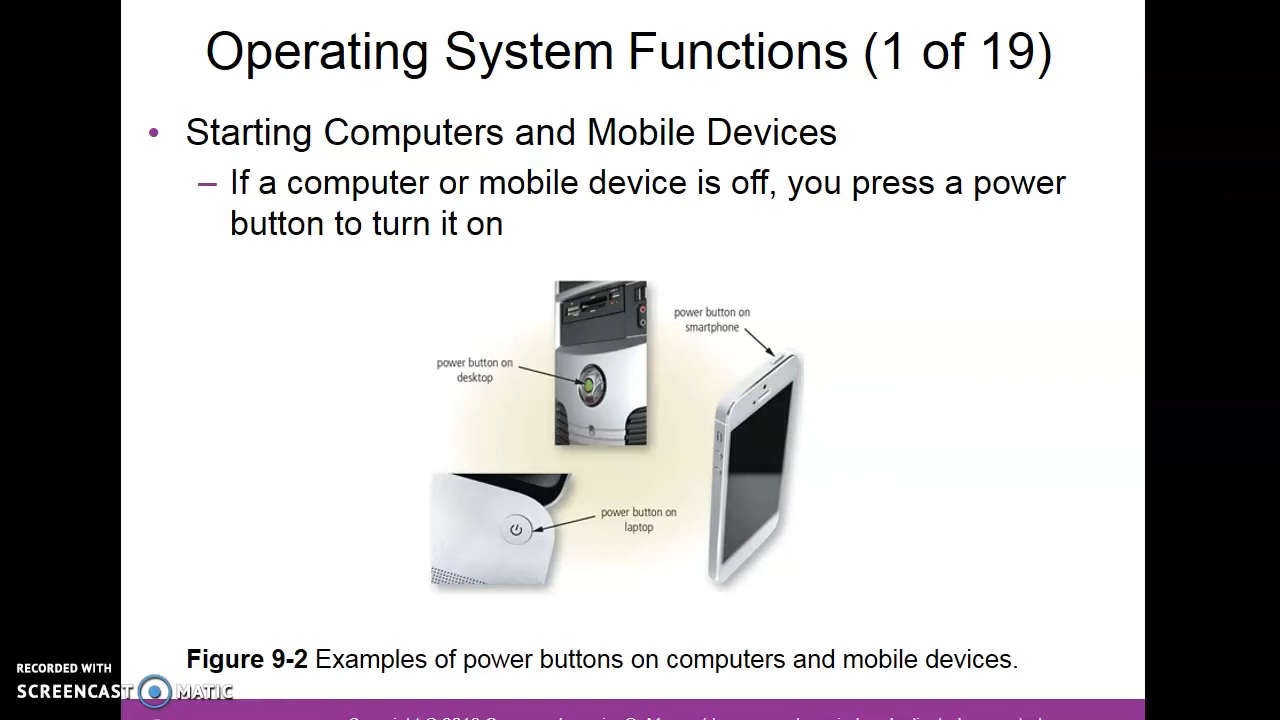 Operating System Functions (1 of 19)
• Starting Computers and Mobile Devices
– If a computer or mobile device is off, you press a power
button to turn it on
power button on
smartphone
power button on
desktop
power button on
laptop
Figure 9-2 Examples of power buttons on computers and mobile devices.
RECORDED WITH
SCREENCAST MATIC